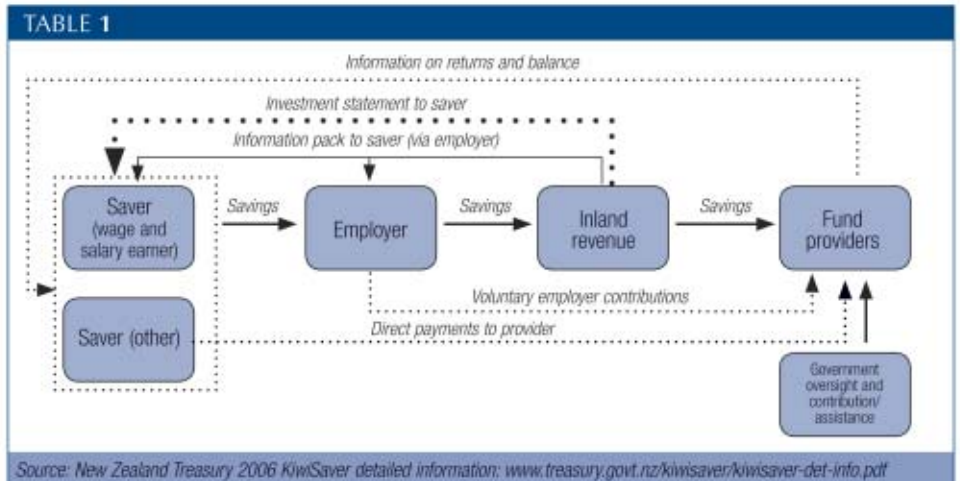 TABLE 1
Information on returns and balance
Investment statement to saver
Information pack to saver (via employer)
Saver
(wage and
salary earner)
Savings
Employer
Savings
Inland
revenue
Savings
Fund
providers
Voluntary employer contributions
Saver (other)
Direct payments to provider
Government
oversight and
contribution/
assistance
Source: New Zealand Treasury 2006 KiwiSaver detailed information: www.treasury.govt.nz/kiwisaver/kiwisaver-det-info.pdf